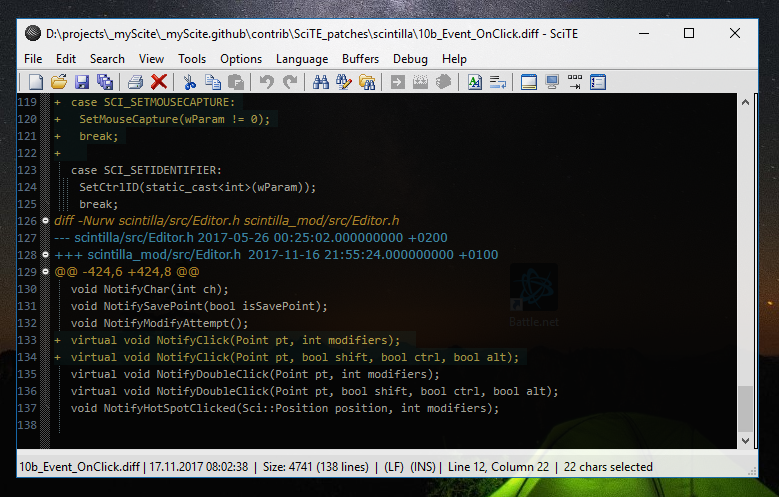 D:\projects\_myScite\_myScite.github\contrib\SciTE_patches\scintilla\10b_Event_OnClick.diff - SciTE
File Edit Search View Tools Options Language Buffers Debug Help
119 + case SCI_SETMOUSECAPTURE:
120 + SetMouseCapture(wParam != 0);
121 + break;
122 +
123 case SCI_SETIDENTIFIER:
124 SetCtrlID(static_cast<int>(wParam));
125 break;
126 diff -Nurw scintilla/src/Editor.h scintilla_mod/src/Editor.h
127 --- scintilla/src/Editor.h 2017-05-26 00:25:02.000000000 +0200
128 +++ scintilla_mod/src/Editor.h 2017-11-16 21:55:24.000000000 +0100
129 @@ -424,6 +424,8 @@
130 void NotifyChar(int ch);
131 void NotifySavePoint(bool isSavePoint);
132 void NotifyModifyAttempt();
133 + virtual void NotifyClick(Point pt, int modifiers);
134 + virtual void NotifyClick(Point pt, bool shift, bool ctrl, bool alt);
135 virtual void NotifyDoubleClick(Point pt, int modifiers);
136 virtual void NotifyDoubleClick(Point pt, bool shift, bool ctrl, bool alt);
137 void NotifyHotSpotClicked(Sci::Position position, int modifiers);
138
Battle.net
10b_Event_OnClick.diff | 17.11.2017 08:02:38 | Size: 4741 (138 lines) | (LF) (INS) | Line 12, Column 22 | 22 chars selected